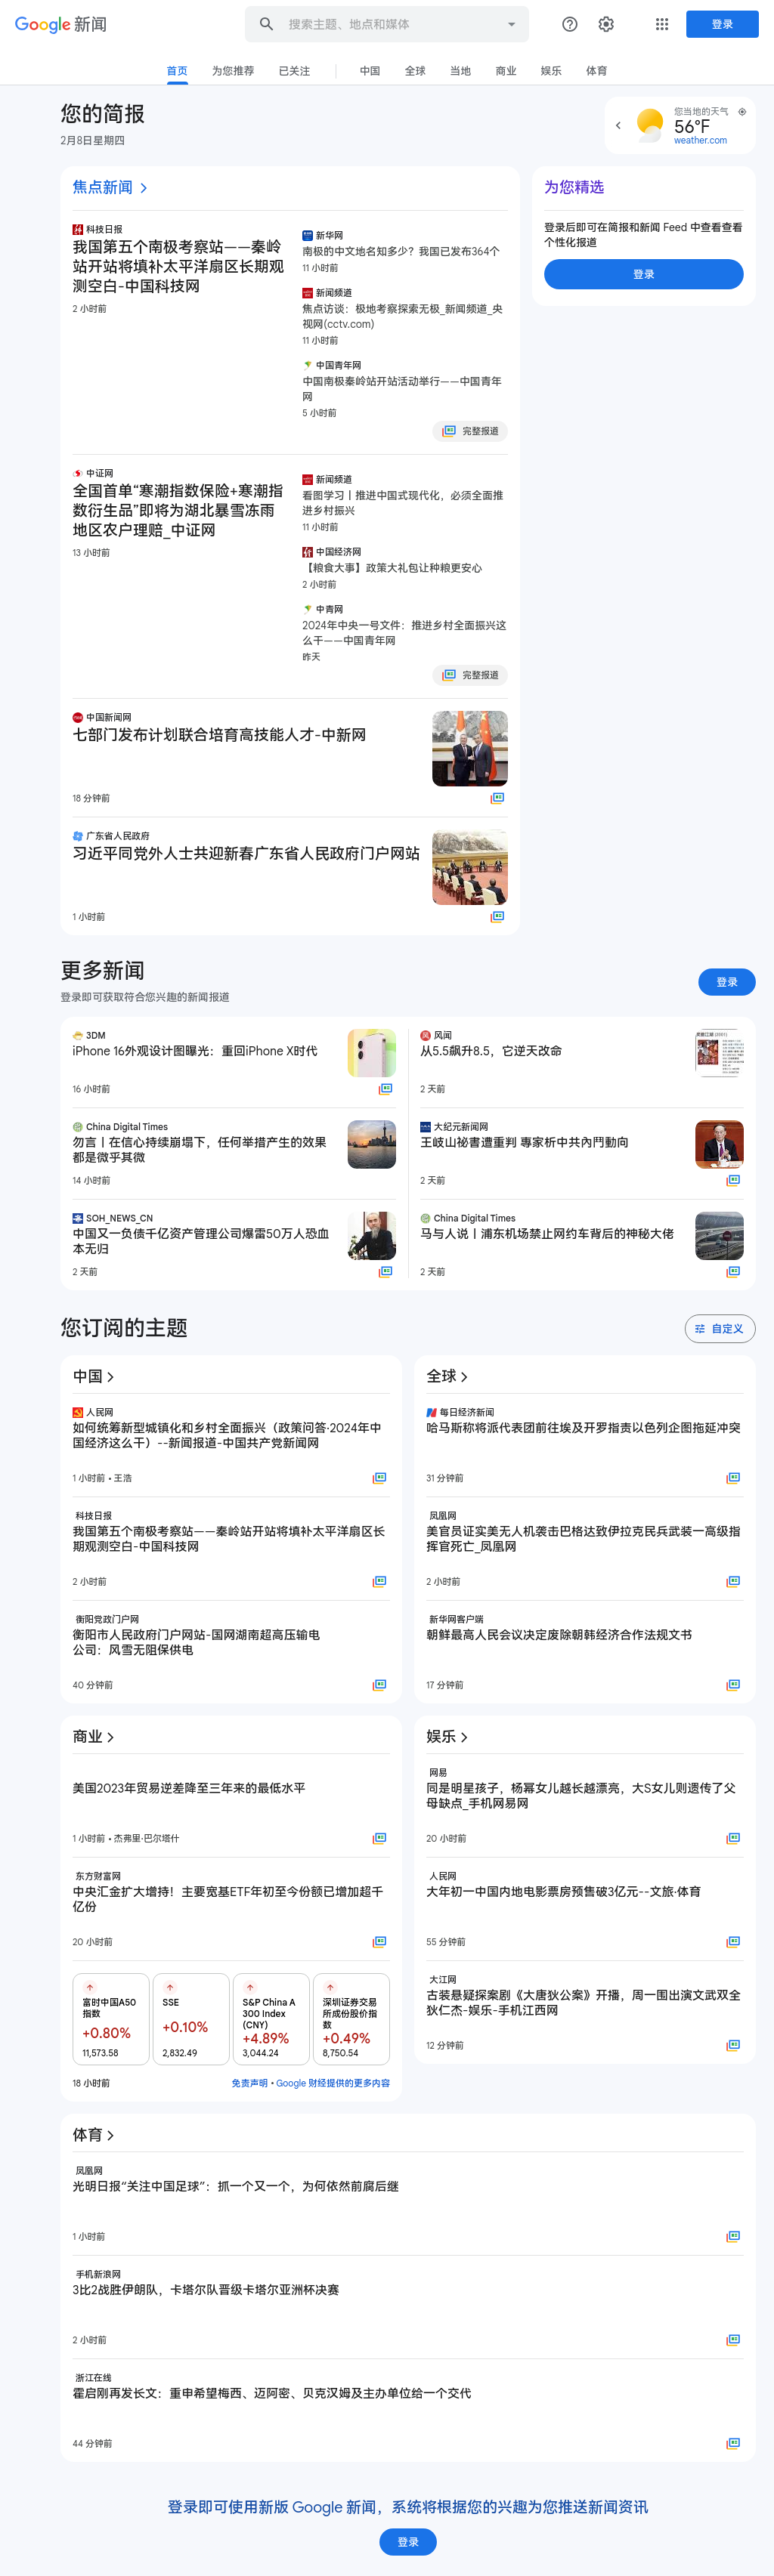 Google 新闻
搜索主题、地点和媒体
登录
首页
为您推荐
已关注
中国
全球
当地
商业
娱乐
体育
您的简报
2月8日星期四
您当地的天气
56°F
weather.com
焦点新闻
科技日报
我国第五个南极考察站——秦岭
站开站将填补太平洋扇区长期观
测空白-中国科技网
2 小时前
新华网
南极的中文地名知多少？我国已发布364个
11 小时前
新闻频道
焦点访谈：极地考察探索无极_新闻频道_央
视网(cctv.com)
11 小时前
中国青年网
中国南极秦岭站开站活动举行——中国青年
网
5 小时前
完整报道
中证网
全国首单“寒潮指数保险+寒潮指
数衍生品”即将为湖北暴雪冻雨
地区农户理赔_中证网
13 小时前
新闻频道
看图学习丨推进中国式现代化，必须全面推
进乡村振兴
11 小时前
中国经济网
【粮食大事】政策大礼包让种粮更安心
2 小时前
中青网
2024年中央一号文件：推进乡村全面振兴这
么干——中国青年网
昨天
完整报道
中国新闻网
七部门发布计划联合培育高技能人才-中新网
18 分钟前
广东省人民政府
习近平同党外人士共迎新春广东省人民政府门户网站
1 小时前
为您精选
登录后即可在简报和新闻 Feed 中查看查看
个性化报道
登录
更多新闻
登录即可获取符合您兴趣的新闻报道
登录
3DM
iPhone 16外观设计图曝光：重回iPhone X时代
16 小时前
China Digital Times
勿言丨在信心持续崩塌下，任何举措产生的效果
都是微乎其微
14 小时前
SOH_NEWS_CN
中国又一负债千亿资产管理公司爆雷50万人恐血
本无归
2 天前
风闻
从5.5飙升8.5，它逆天改命
2 天前
大纪元新闻网
王岐山祕書遭重判 專家析中共內鬥動向
2 天前
China Digital Times
马与人说丨浦东机场禁止网约车背后的神秘大佬
2 天前
您订阅的主题
自定义
中国
人民网
如何统筹新型城镇化和乡村全面振兴（政策问答·2024年中
国经济这么干）--新闻报道-中国共产党新闻网
1 小时前 • 王浩
科技日报
我国第五个南极考察站——秦岭站开站将填补太平洋扇区长
期观测空白-中国科技网
2 小时前
衡阳党政门户网
衡阳市人民政府门户网站-国网湖南超高压输电
公司：风雪无阻保供电
40 分钟前
全球
每日经济新闻
哈马斯称将派代表团前往埃及开罗指责以色列企图拖延冲突
31 分钟前
凤凰网
美官员证实美无人机袭击巴格达致伊拉克民兵武装一高级指
挥官死亡_凤凰网
2 小时前
新华网客户端
朝鲜最高人民会议决定废除朝韩经济合作法规文书
17 分钟前
商业
美国2023年贸易逆差降至三年来的最低水平
1 小时前 • 杰弗里·巴尔塔什
东方财富网
中央汇金扩大增持！主要宽基ETF年初至今份额已增加超千
亿份
20 小时前
富时中国A50
指数
+0.80%
11,573.58
SSE
+0.10%
2,832.49
S&P China A
300 Index
(CNY)
+4.89%
3,044.24
深圳证券交易
所成份股价指
数
+0.49%
8,750.54
18 小时前
免责声明 • Google 财经提供的更多内容
娱乐
网易
同是明星孩子，杨幂女儿越长越漂亮，大S女儿则遗传了父
母缺点_手机网易网
20 小时前
人民网
大年初一中国内地电影票房预售破3亿元--文旅·体育
55 分钟前
大江网
古装悬疑探案剧《大唐狄公案》开播，周一围出演文武双全
狄仁杰-娱乐-手机江西网
12 分钟前
体育
凤凰网
光明日报“关注中国足球”：抓一个又一个，为何依然前腐后继
1 小时前
手机新浪网
3比2战胜伊朗队，卡塔尔队晋级卡塔尔亚洲杯决赛
2 小时前
浙江在线
霍启刚再发长文：重申希望梅西、迈阿密、贝克汉姆及主办单位给一个交代
44 分钟前
登录即可使用新版 Google 新闻，系统将根据您的兴趣为您推送新闻资讯
登录